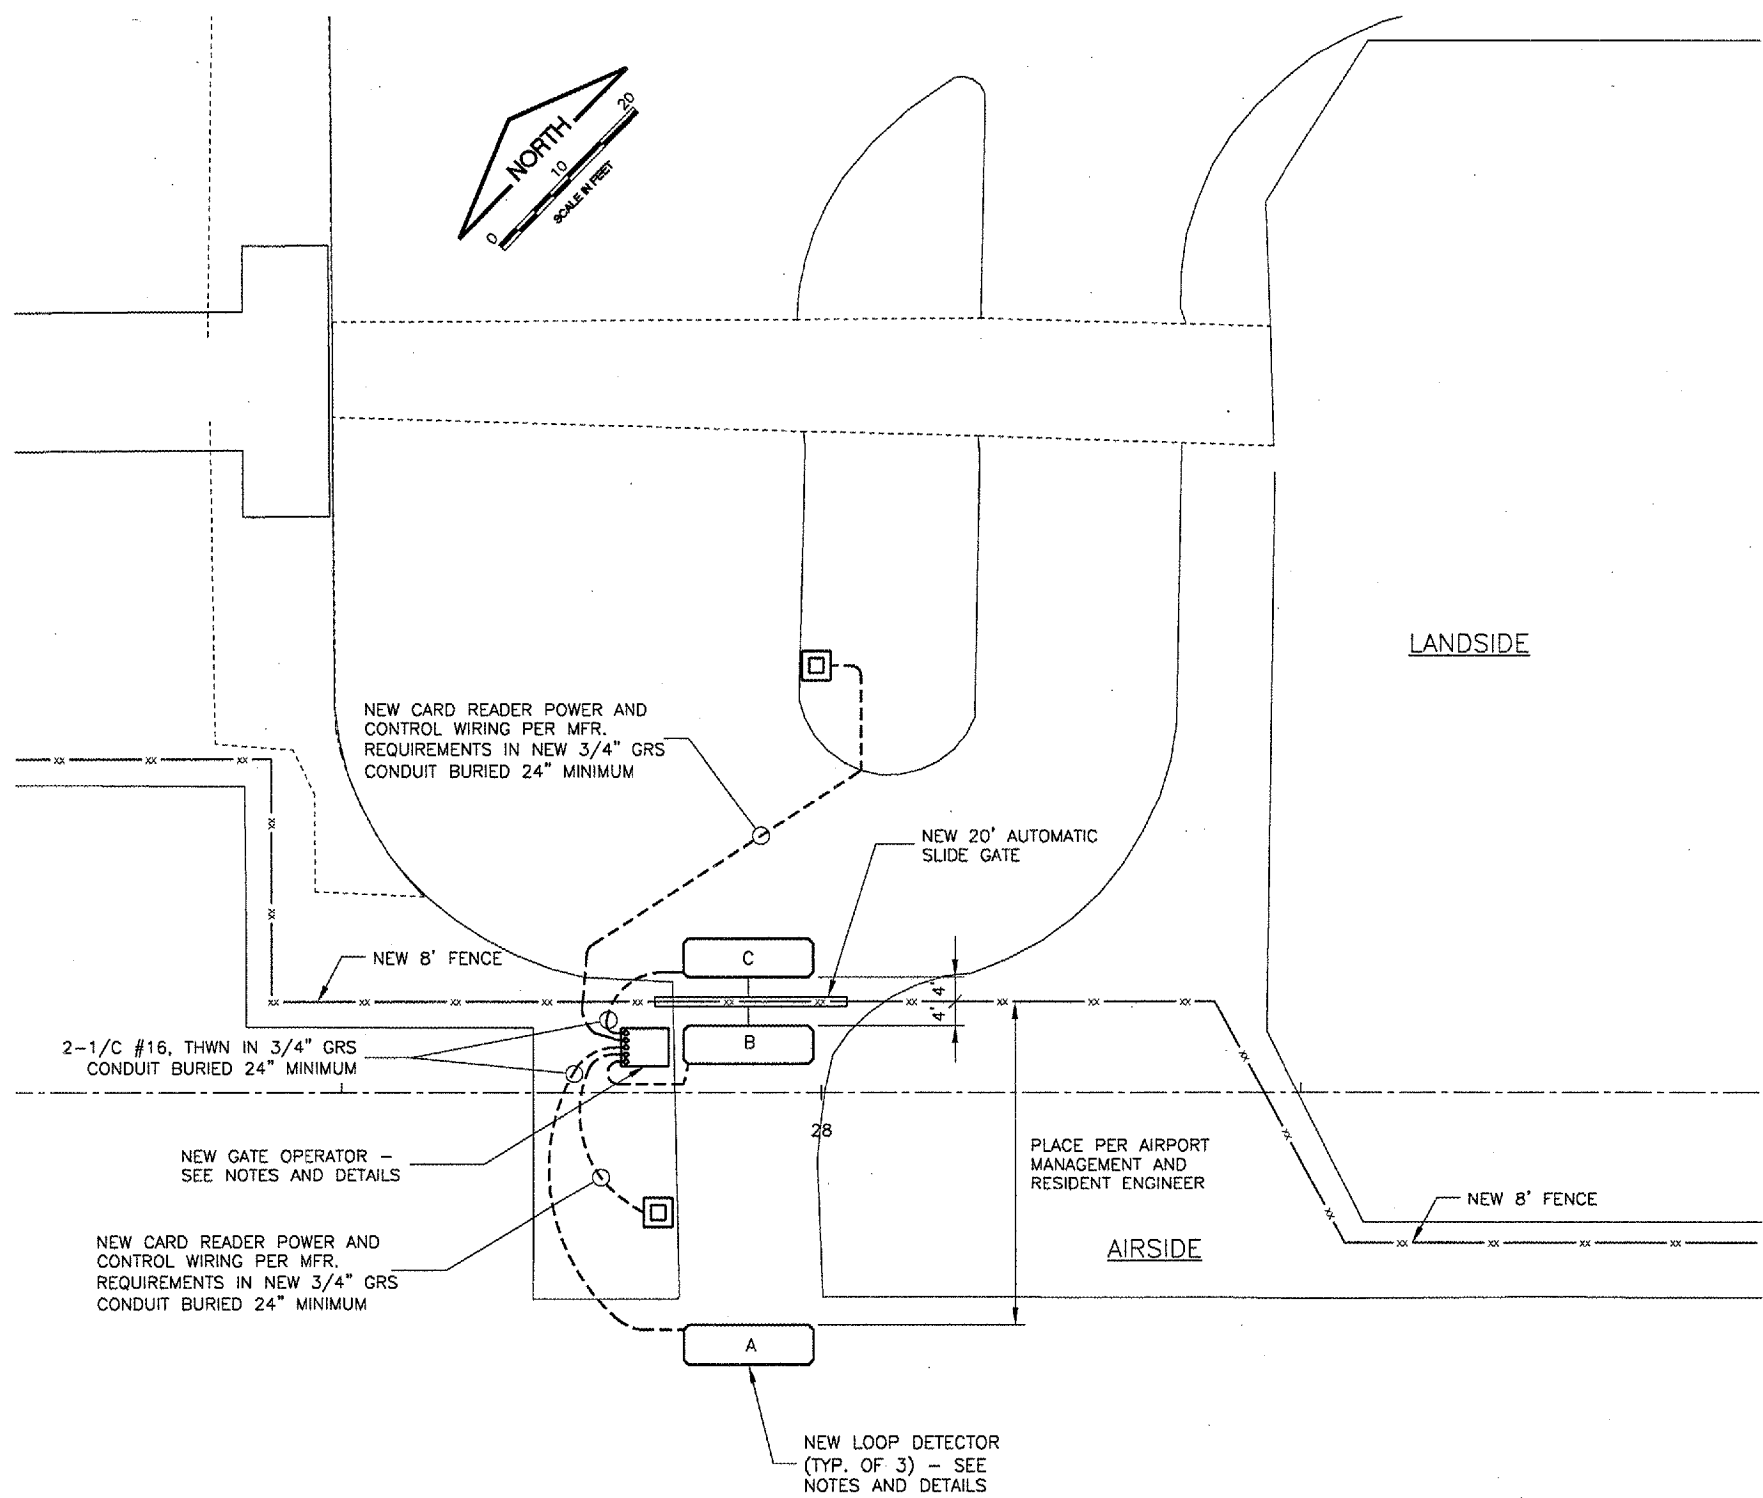 20
NORTH
10
SCALE IN FEET
0
LANDSIDE
NEW CARD READER POWER AND
CONTROL WIRING PER MFR.
REQUIREMENTS IN NEW 3/4" GRS
CONDUIT BURIED 24" MINIMUM
NEW 20' AUTOMATIC
SLIDE GATE
NEW 8' FENCE
C
4'
4'
2-1/C #16, THWN IN 3/4" GRS
CONDUIT BURIED 24" MINIMUM
B
28
NEW GATE OPERATOR –
SEE NOTES AND DETAILS
PLACE PER AIRPORT
MANAGEMENT AND
RESIDENT ENGINEER
NEW 8' FENCE
AIRSIDE
NEW CARD READER POWER AND
CONTROL WIRING PER MFR.
REQUIREMENTS IN NEW 3/4" GRS
CONDUIT BURIED 24" MINIMUM
A
NEW LOOP DETECTOR
(TYP. OF 3) – SEE
NOTES AND DETAILS